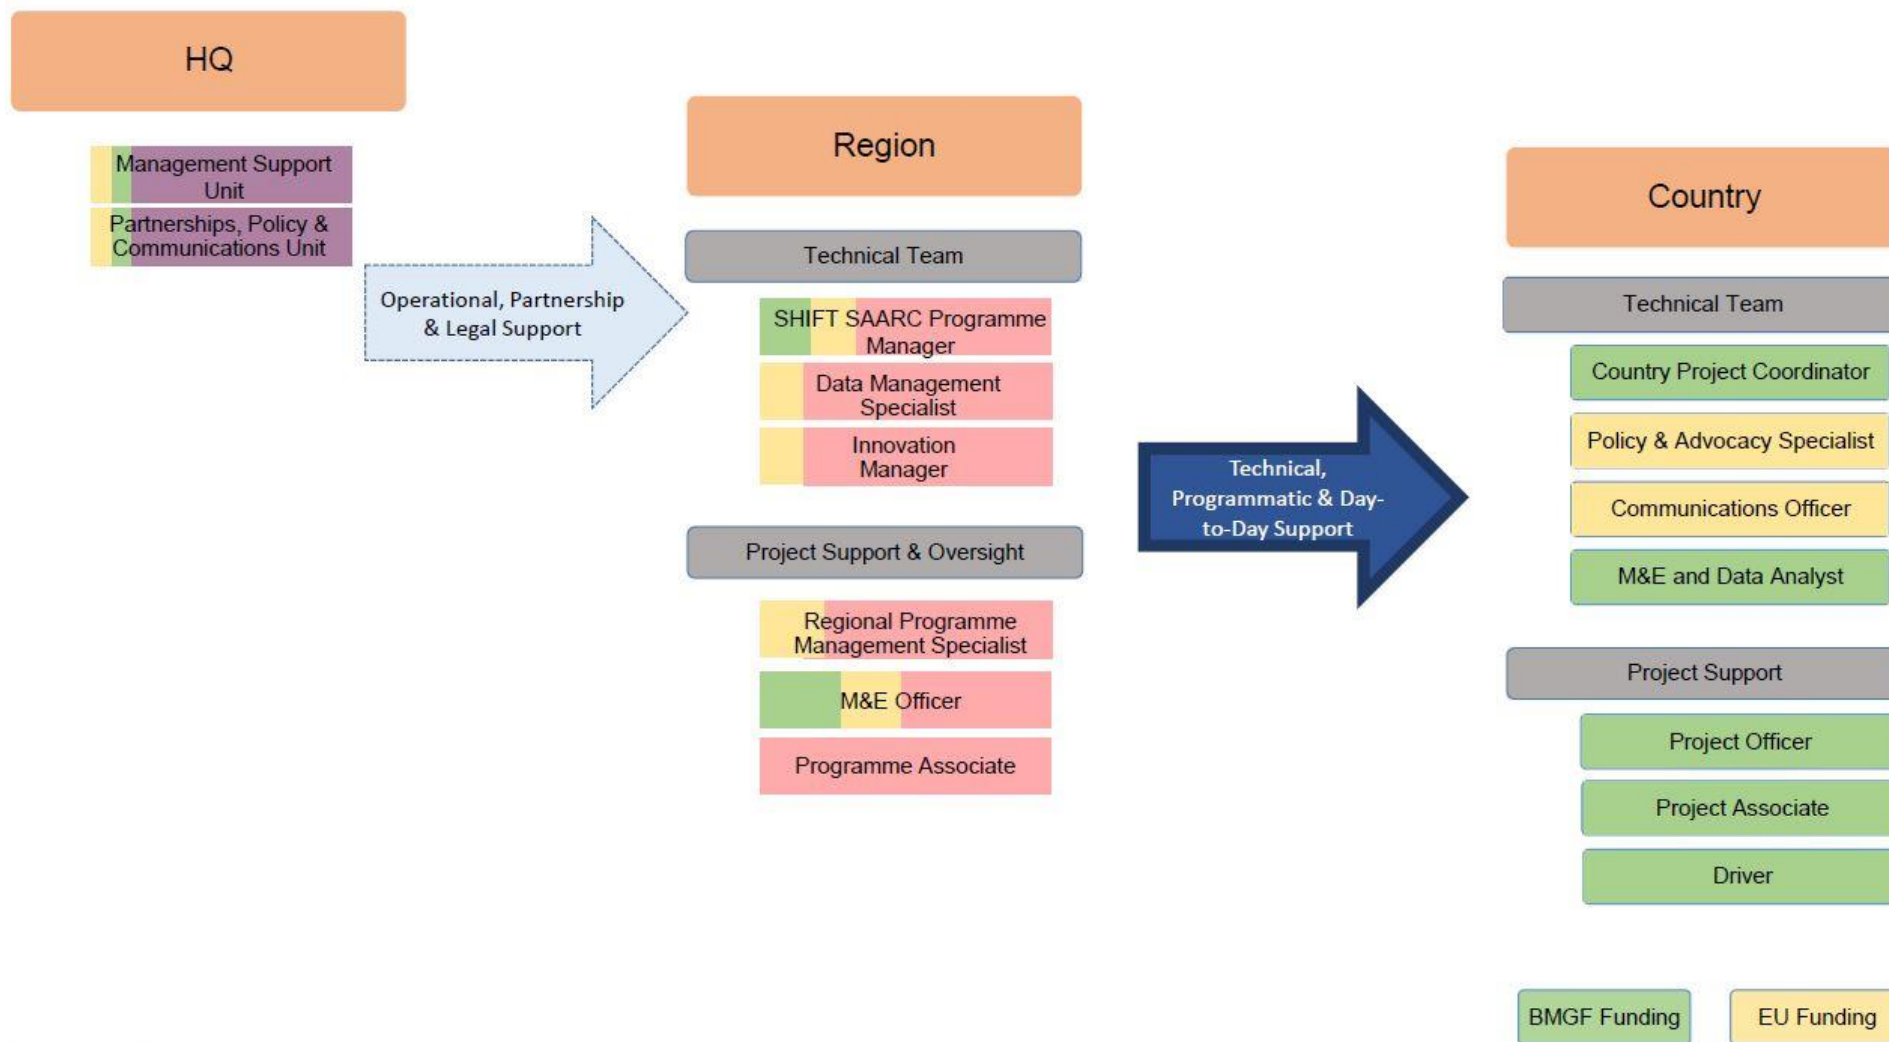 HQ
Management Support
Unit
Partnerships, Policy &
Communications Unit
Operational, Partnership
& Legal Support
Region
Technical Team
SHIFT SAARC Programme
Manager
Data Management
Specialist
Innovation
Manager
Project Support & Oversight
Regional Programme
Management Specialist
M&E Officer
Programme Associate
Technical,
Programmatic & Day-
to-Day Support
Country
Technical Team
Country Project Coordinator
Policy & Advocacy Specialist
Communications Officer
M&E and Data Analyst
Project Support
Project Officer
Project Associate
Driver
BMGF Funding
EU Funding